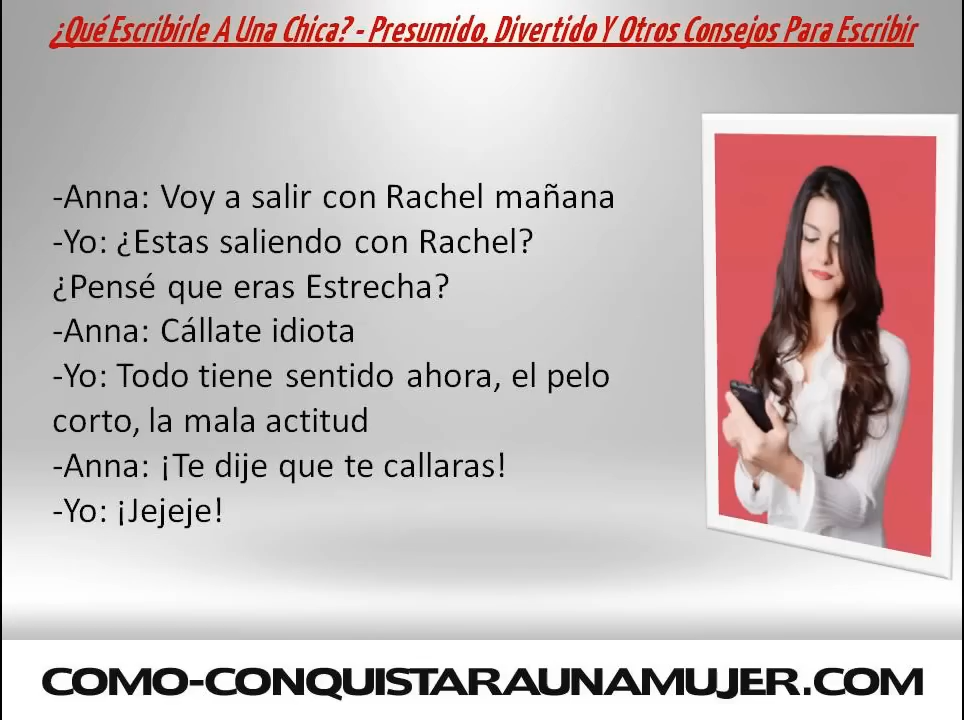 ¿Qué Escribirle A Una Chica? - Presumido, Divertido Y Otros Consejos Para Escribir
-Anna: Voy a salir con Rachel mañana
-Yo: ¿Estas saliendo con Rachel?
¿Pensé que eras Estrecha?
-Anna: Cállate idiota
-Yo: Todo tiene sentido ahora, el pelo
corto, la mala actitud
-Anna: ¡Te dije que te callaras!
-Yo: ¡Jejeje!
COMO-CONQUISTARAUNAMUJER.COM